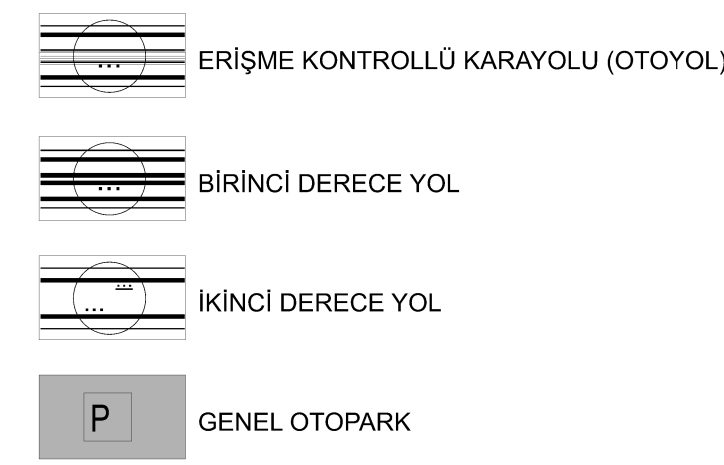 ...
ERİŞME KONTROLLÜ KARAYOLU (OTOYOL)
...
BİRİNCİ DERECE YOL
...
...
İKİNCİ DERECE YOL
P
GENEL OTOPARK